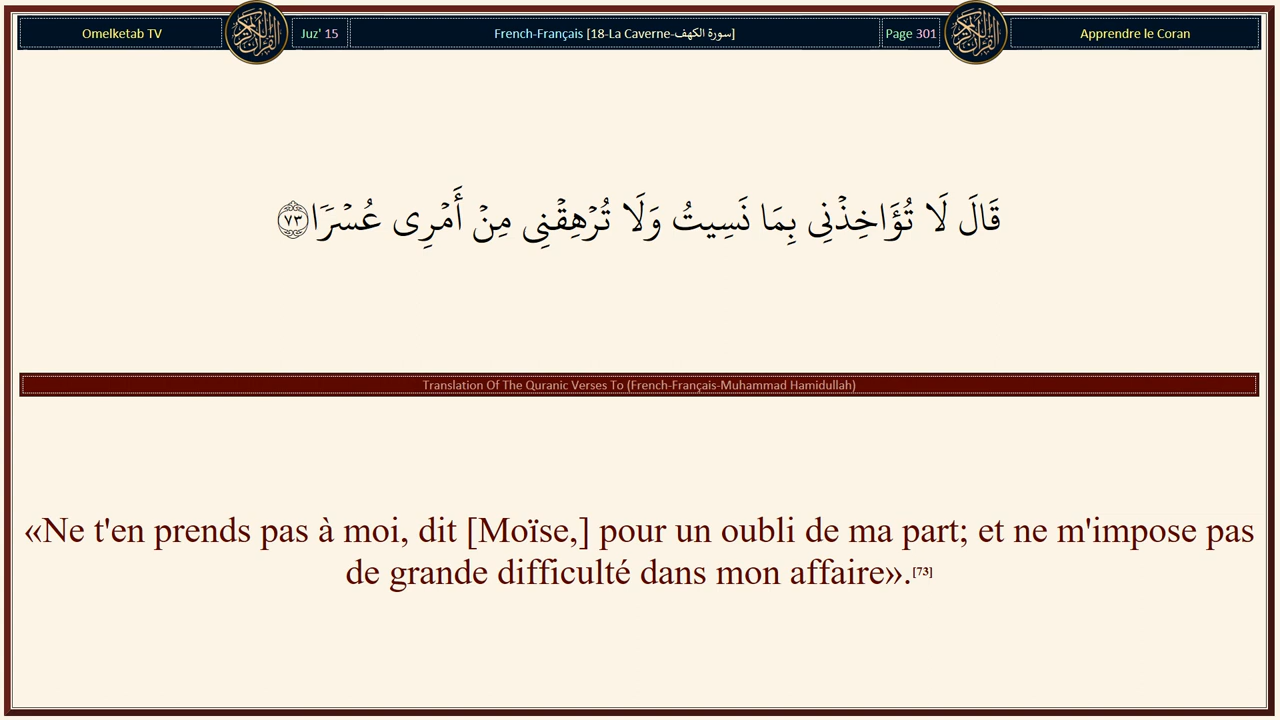 Omelketab TV
Juz' 15
French-Français [18-La Caverne-سورة الكهف]
Page 301
Apprendre le Coran
قَالَ لَا تُؤَاخِذْنِى بِمَا نَسِيتُ وَلَا تُرْهِقْنِى مِنْ أَمْرِى عُسْرًا ٧٣
Translation Of The Quranic Verses To (French-Français-Muhammad Hamidullah)
«Ne t'en prends pas à moi, dit [Moïse,] pour un oubli de ma part; et ne m'impose pas
de grande difficulté dans mon affaire».[73]